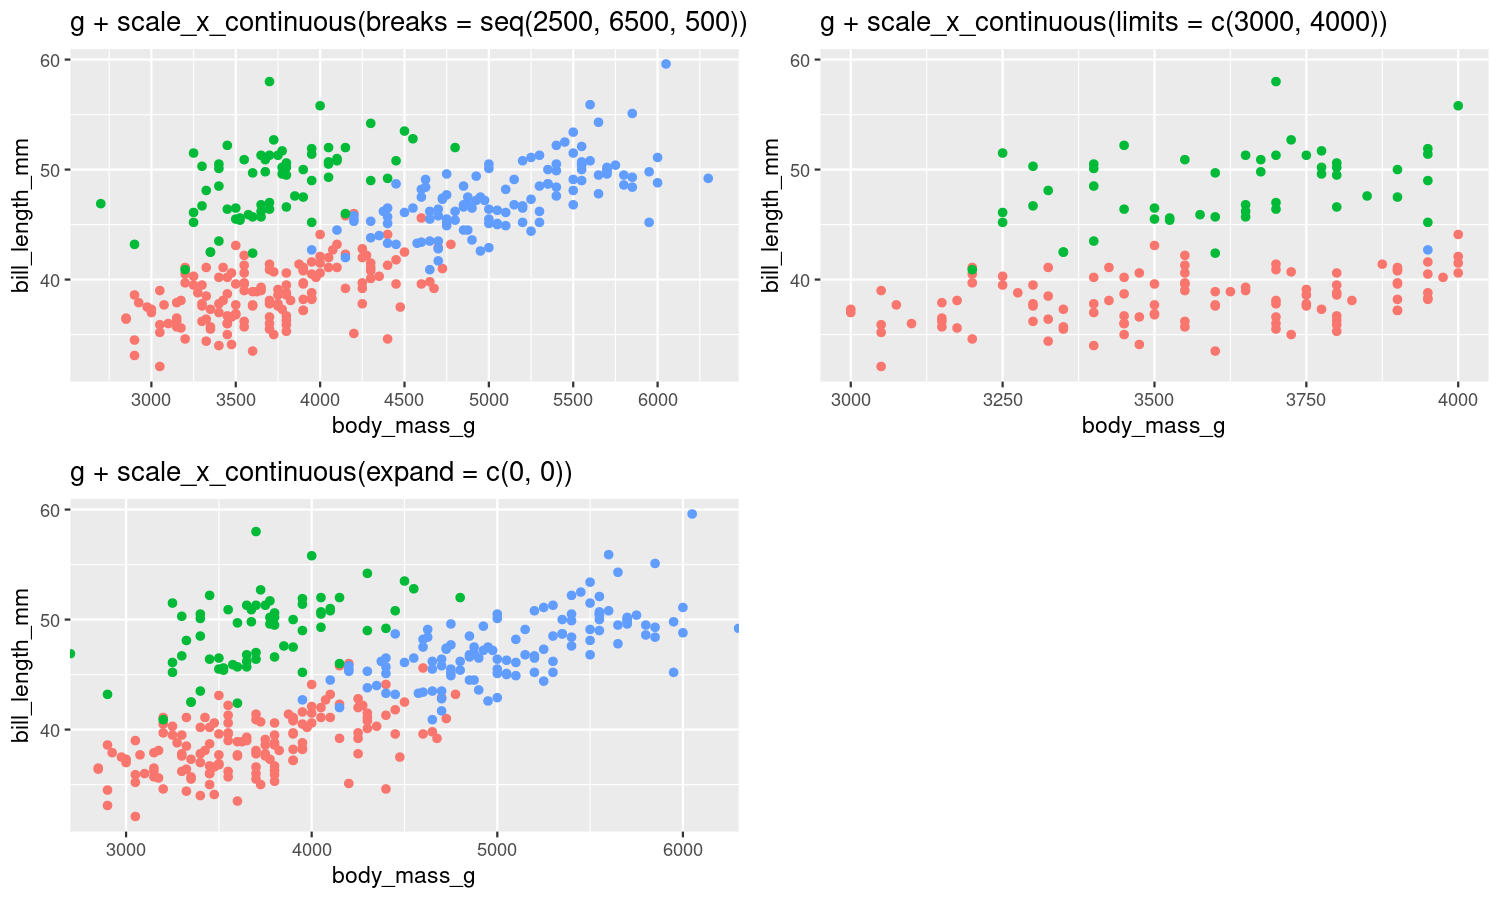 g + scale_x_continuous(breaks = seq(2500, 6500, 500))
60
50
40
bill_length_mm
3000 3500 4000 4500 5000 5500 6000
body_mass_g
g + scale_x_continuous(limits = c(3000, 4000))
60
50
40
bill_length_mm
3000 3250 3500 3750 4000
body_mass_g
g + scale_x_continuous(expand = c(0, 0))
60
50
40
bill_length_mm
3000 4000 5000 6000
body_mass_g